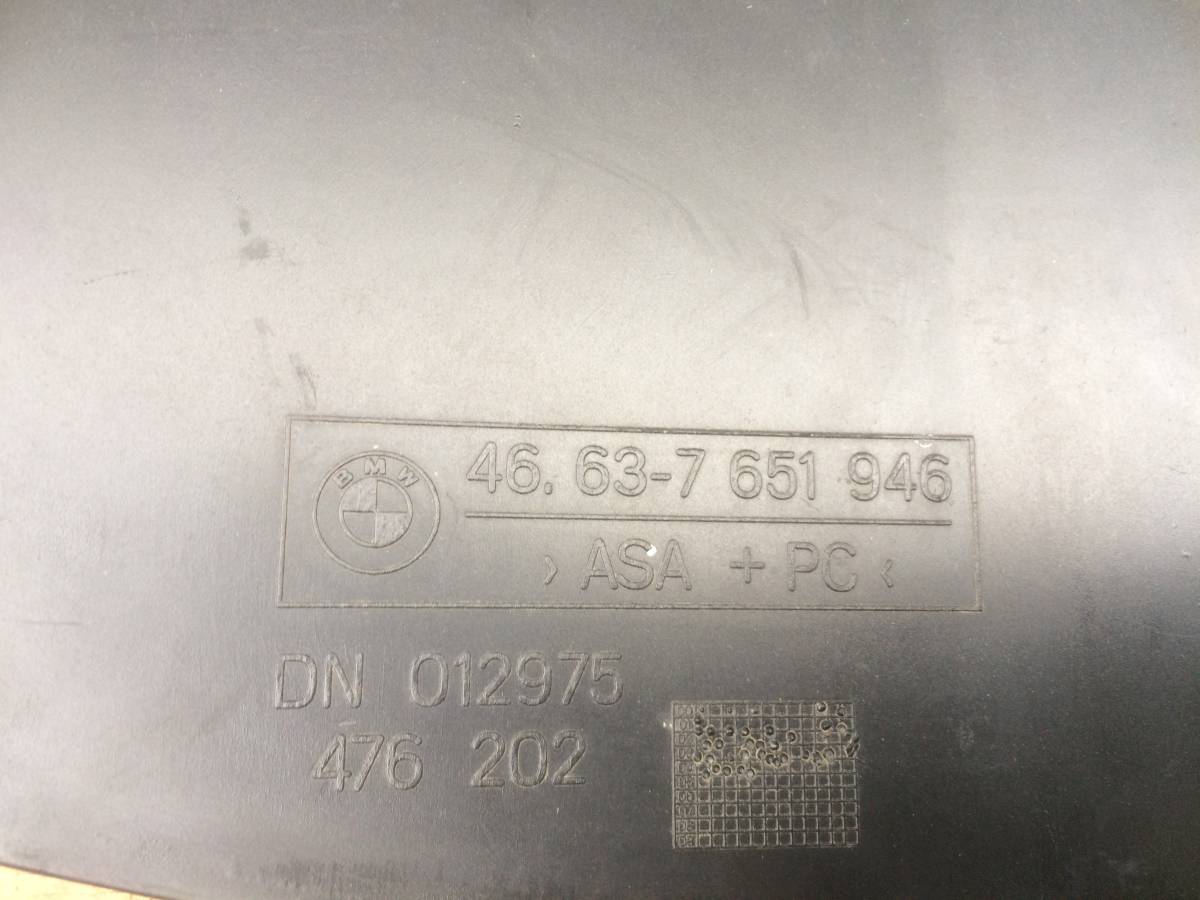 BMW
46. 63-7 651 946
> ASA + PC <
DN 012975
476 202